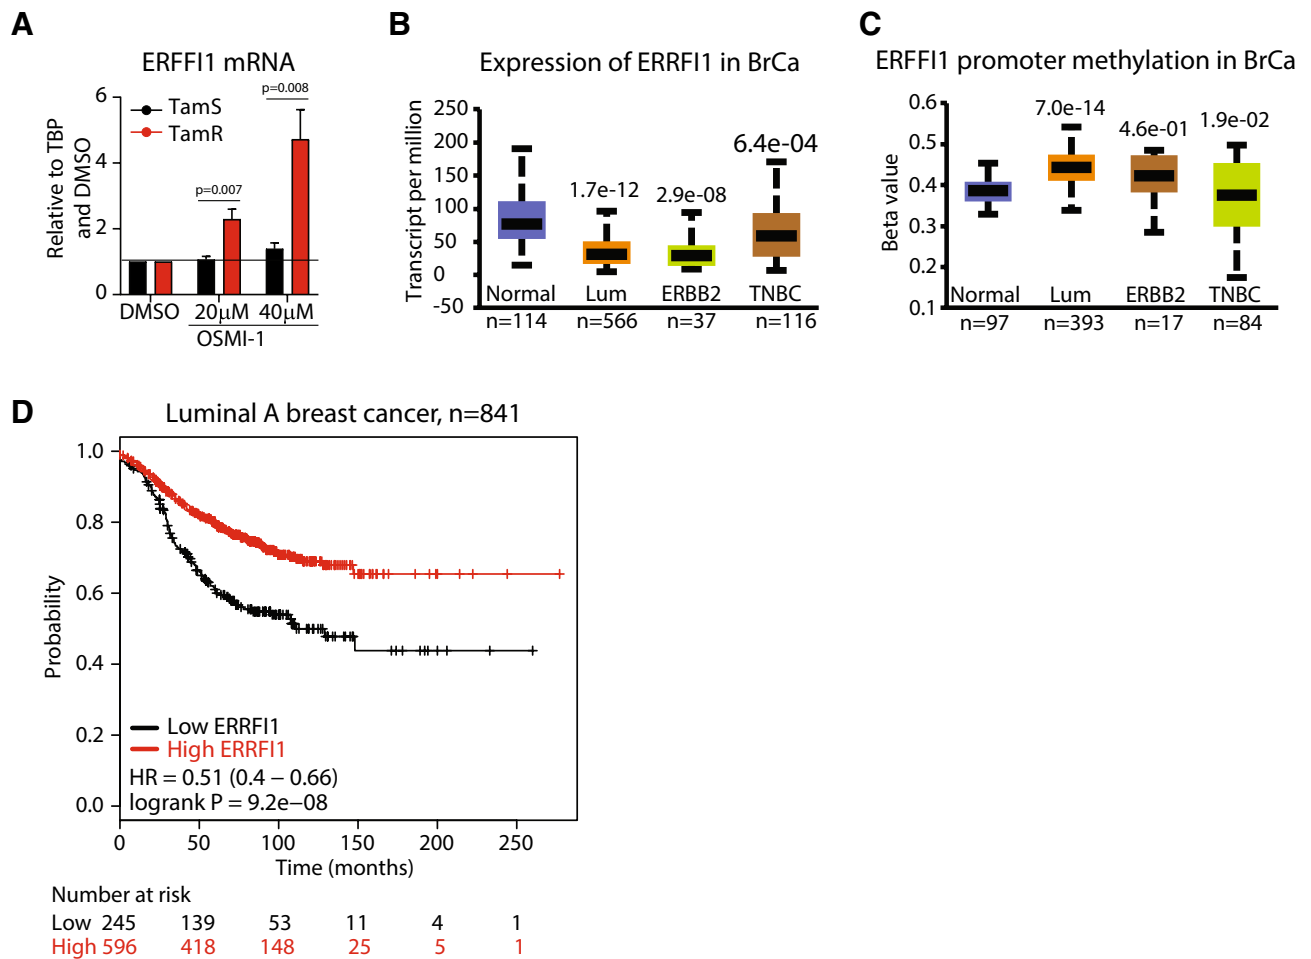 A
ERFFI1 mRNA
Relative to TBP
and DMSO
6
4
2
0
TamS
TamR
p=0.007
p=0.008
DMSO
20μM
40μM
OSMI-1
B
Expression of ERRFI1 in BrCa
Transcript per million
250
200
150
100
50
0
-50
1.7e-12
2.9e-08
6.4e-04
Normal
Lum
ERBB2
TNBC
n=114
n=566
n=37
n=116
C
ERFFI1 promoter methylation in BrCa
Beta value
0.6
0.5
0.4
0.3
0.2
0.1
7.0e-14
4.6e-01
1.9e-02
Normal
Lum
ERBB2
TNBC
n=97
n=393
n=17
n=84
D
Luminal A breast cancer, n=841
Probability
1.0
0.8
0.6
0.4
0.2
0.0
Low ERRFI1
High ERRFI1
HR = 0.51 (0.4 − 0.66)
logrank P = 9.2e−08
0 50 100 150 200 250
Time (months)
Number at risk
Low 245 139 53 11 4 1
High 596 418 148 25 5 1